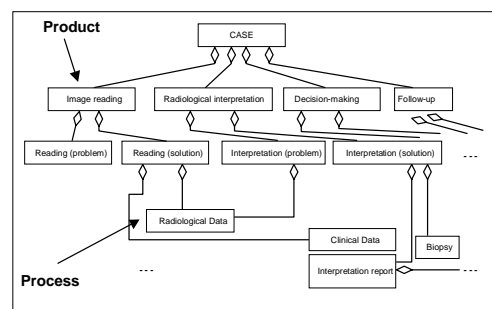 Product
CASE
Image reading
Radiological interpretation
Decision-making
Follow-up
Reading (problem)
Reading (solution)
Interpretation (problem)
Interpretation (solution)
---
Radiological Data
Clinical Data
Biopsy
Process
---
Interpretation report
---